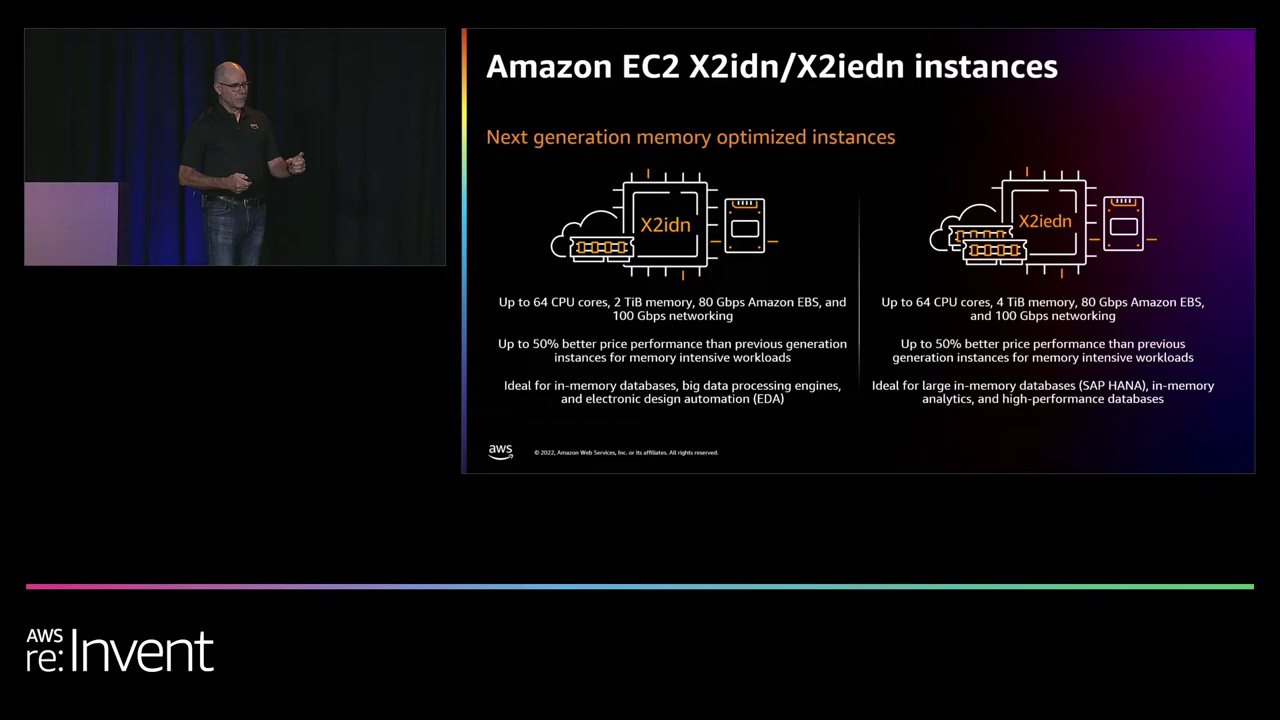 Amazon EC2 X2idn/X2iedn instances
Next generation memory optimized instances
X2idn
Up to 64 CPU cores, 2 TiB memory, 80 Gbps Amazon EBS, and
100 Gbps networking
Up to 50% better price performance than previous generation
instances for memory intensive workloads
Ideal for in-memory databases, big data processing engines,
and electronic design automation (EDA)
X2iedn
Up to 64 CPU cores, 4 TiB memory, 80 Gbps Amazon EBS,
and 100 Gbps networking
Up to 50% better price performance than previous
generation instances for memory intensive workloads
Ideal for large in-memory databases (SAP HANA), in-memory
analytics, and high-performance databases
aws
© 2022, Amazon Web Services, Inc. or its affiliates. All rights reserved.
AWS
re:Invent